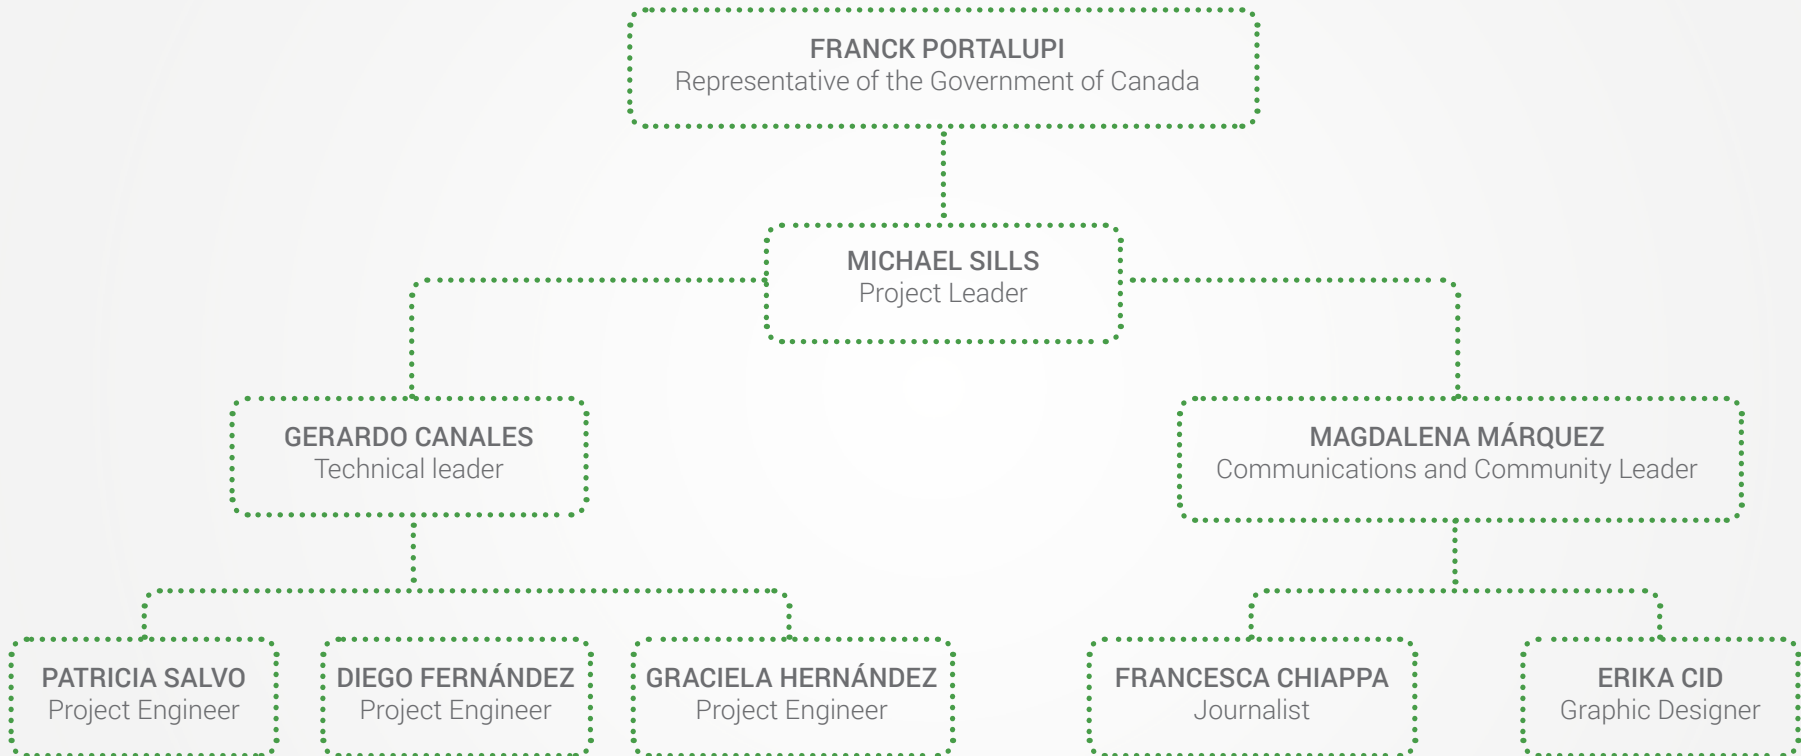 FRANCK PORTALUPI
Representative of the Government of Canada
MICHAEL SILLS
Project Leader
GERARDO CANALES
Technical leader
MAGDALENA MÁRQUEZ
Communications and Community Leader
PATRICIA SALVO
Project Engineer
DIEGO FERNÁNDEZ
Project Engineer
GRACIELA HERNÁNDEZ
Project Engineer
FRANCESCA CHIAPPA
Journalist
ERIKA CID
Graphic Designer